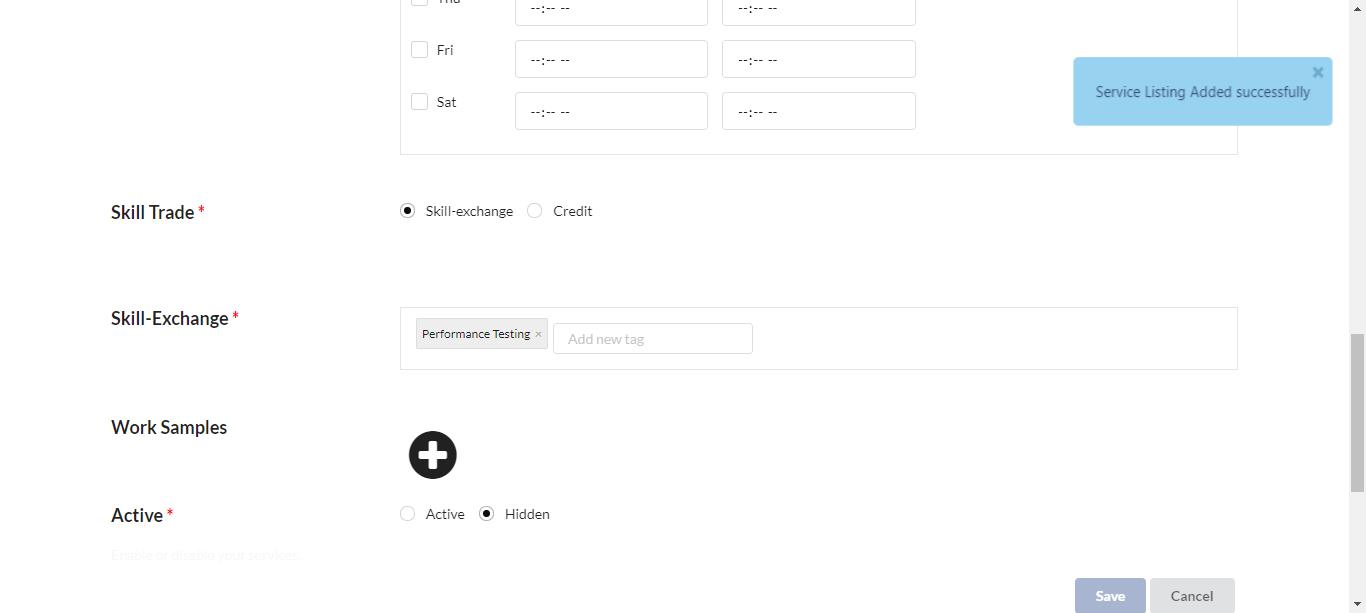 Thu
--:-- --
--:-- --
Fri
--:-- --
--:-- --
Sat
--:-- --
--:-- --
×
Service Listing Added successfully
Skill Trade *
Skill-exchange
Credit
Skill-Exchange *
Performance Testing ×
Add new tag
Work Samples
Active *
Active
Hidden
Enable or disable your services.
Save
Cancel